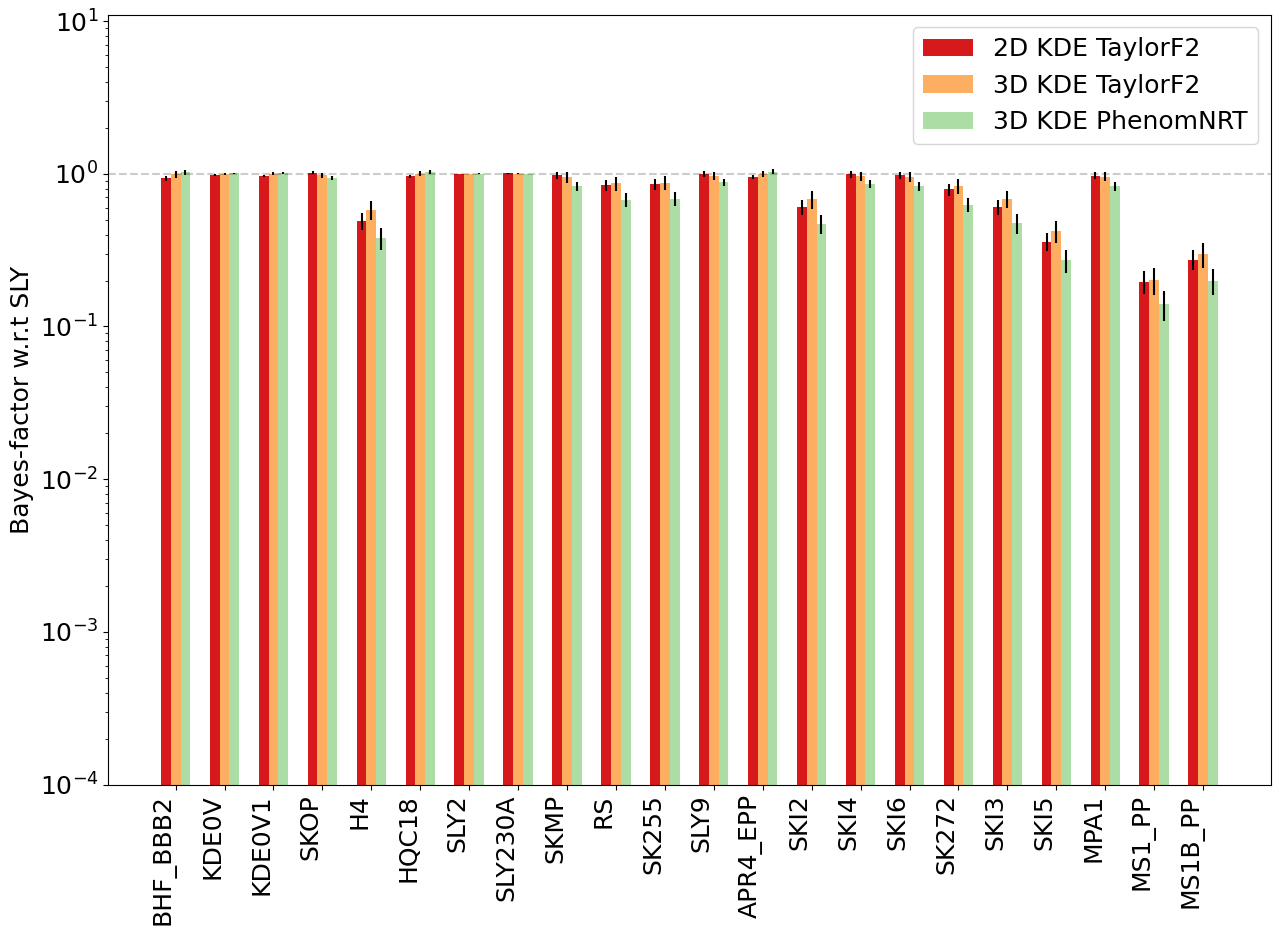 2D KDE TaylorF2
3D KDE TaylorF2
3D KDE PhenomNRT
Bayes-factor w.r.t SLY
10^1
10^0
10^−1
10^−2
10^−3
10^−4
BHF_BBB2
KDE0V
KDE0V1
SKOP
H4
HQC18
SLY2
SLY230A
SKMP
RS
SK255
SLY9
APR4_EPP
SKI2
SKI4
SKI6
SK272
SKI3
SKI5
MPA1
MS1_PP
MS1B_PP